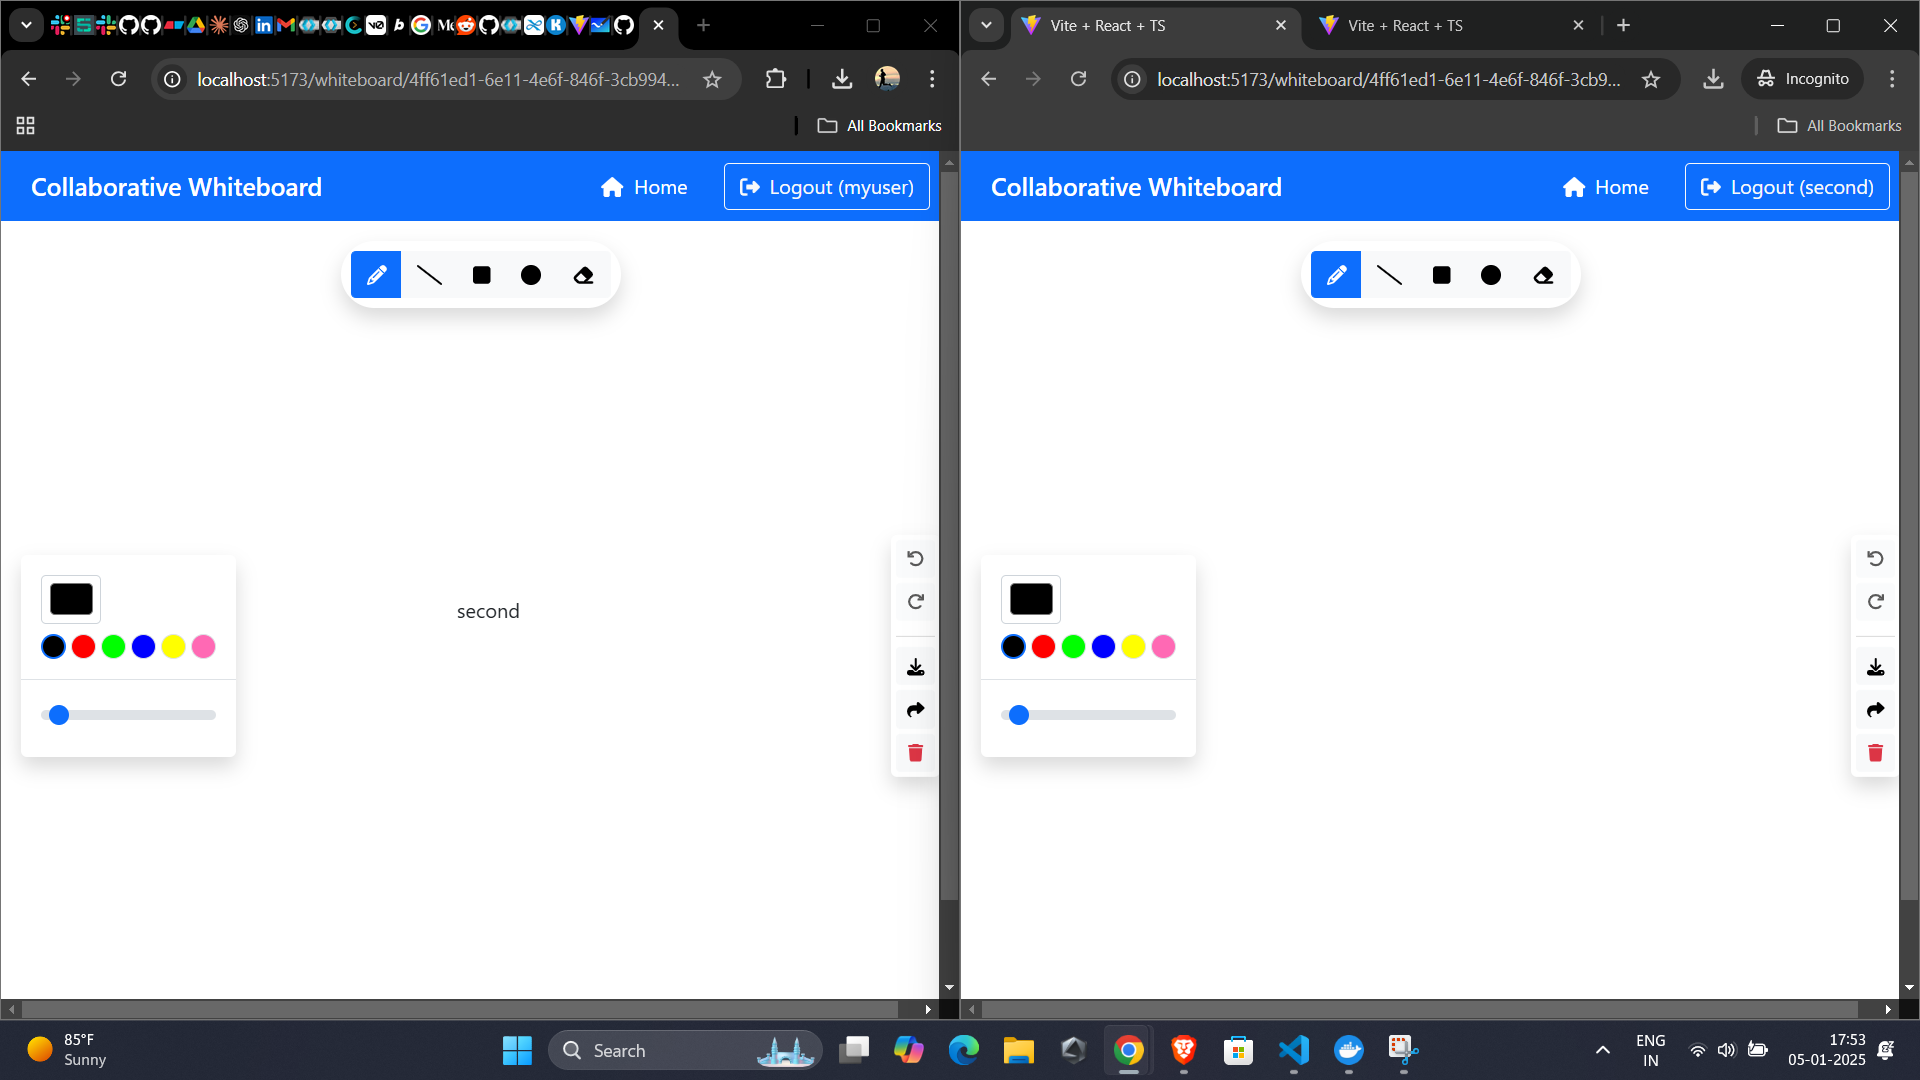 localhost:5173/whiteboard/4ff61ed1-6e11-4e6f-846f-3cb994...
All Bookmarks
Collaborative Whiteboard
Home
Logout (myuser)
second
Vite + React + TS
Vite + React + TS
localhost:5173/whiteboard/4ff61ed1-6e11-4e6f-846f-3cb9...
Incognito
All Bookmarks
Collaborative Whiteboard
Home
Logout (second)
85°F
Sunny
Search
ENG
IN
17:53
05-01-2025